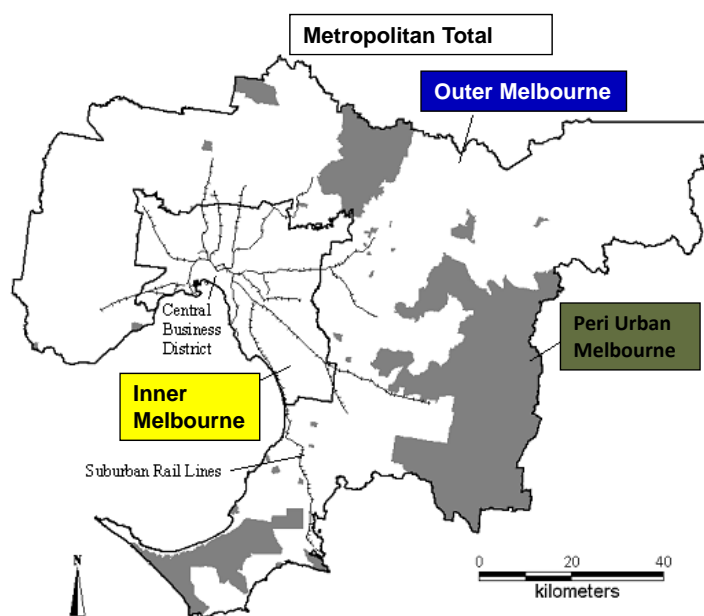 Metropolitan Total
Outer Melbourne
Central
Business
District
Peri Urban
Melbourne
Inner
Melbourne
Suburban Rail Lines
N
0 20 40
kilometers